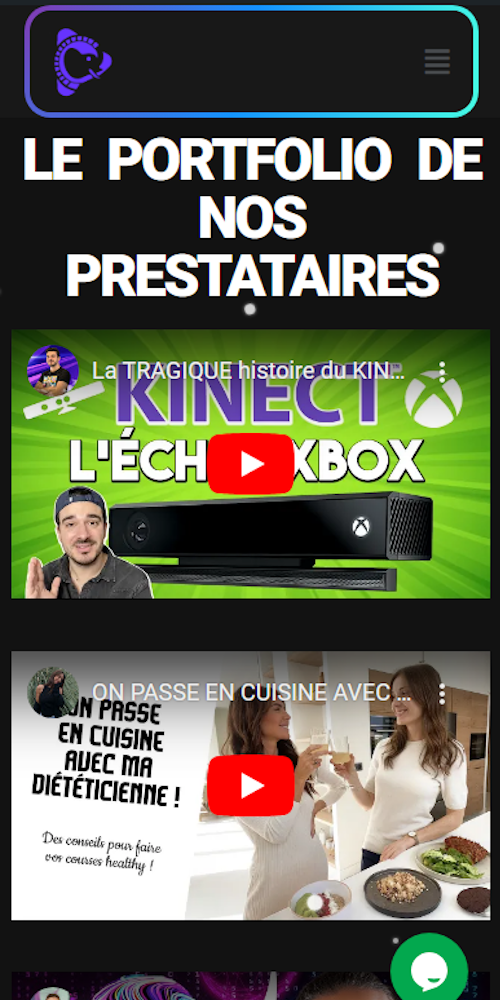 LE PORTFOLIO DE
NOS
PRESTATAIRES
La TRAGIQUE histoire du KIN...
KINECT
L'ÉCH XBOX
ON PASSE EN CUISINE AVEC ...
ON PASSE
EN CUISINE
AVEC MA
DIÉTÉTICIENNE !
Des conseils pour faire
vos courses healthy !